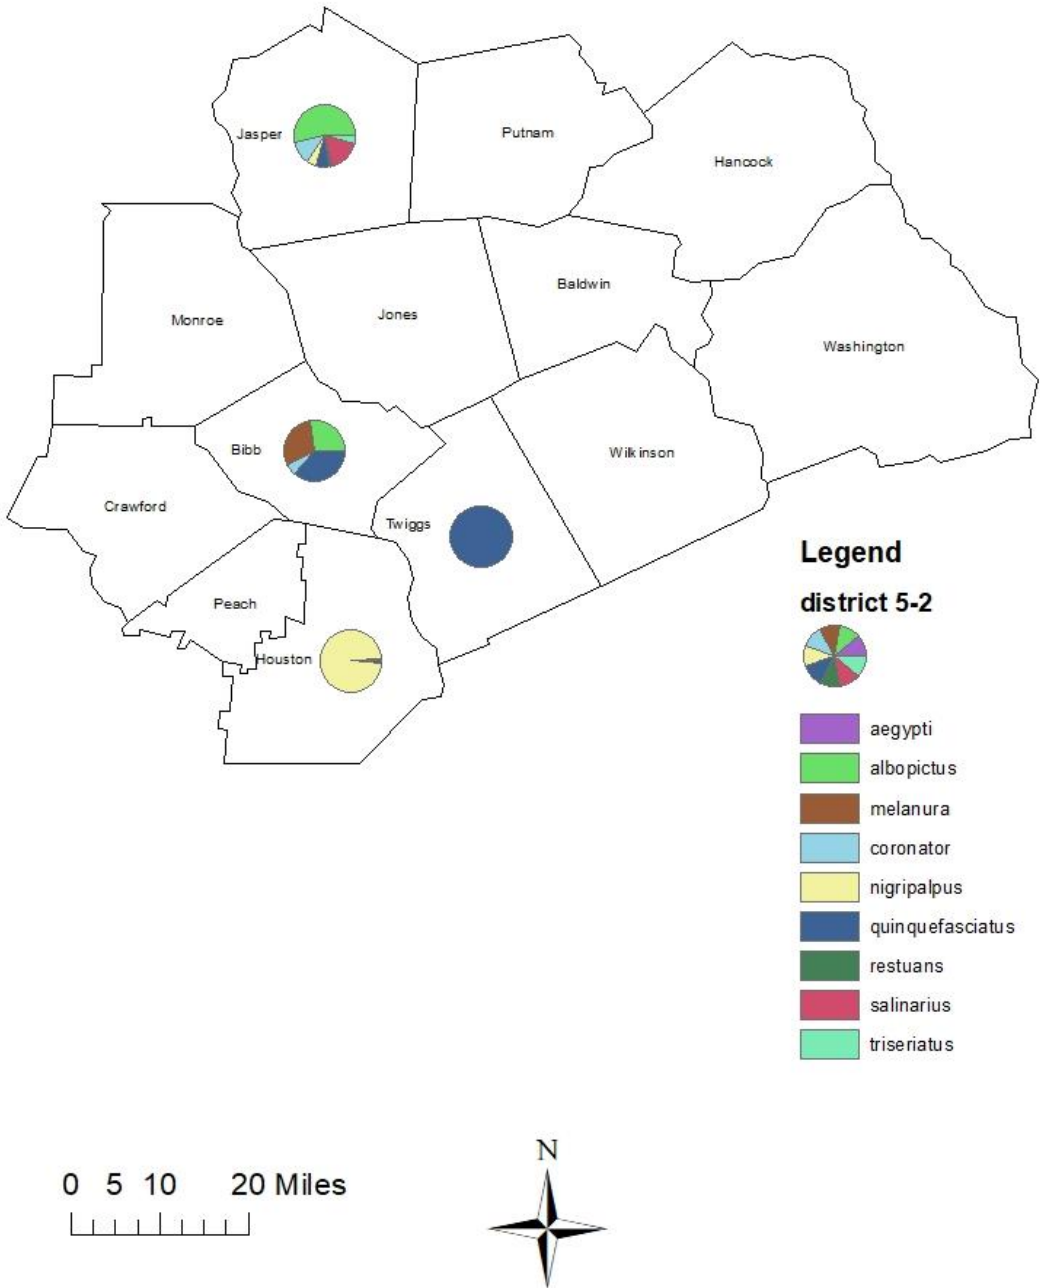 Jasper
Putnam
Hancock
Monroe
Jones
Baldwin
Washington
Bibb
Wilkinson
Crawford
Twiggs
Peach
Houston
Legend
district 5-2
aegypti
albopictus
melanura
coronator
nigripalpus
quinquefasciatus
restuans
salinarius
triseriatus
N
0 5 10 20 Miles